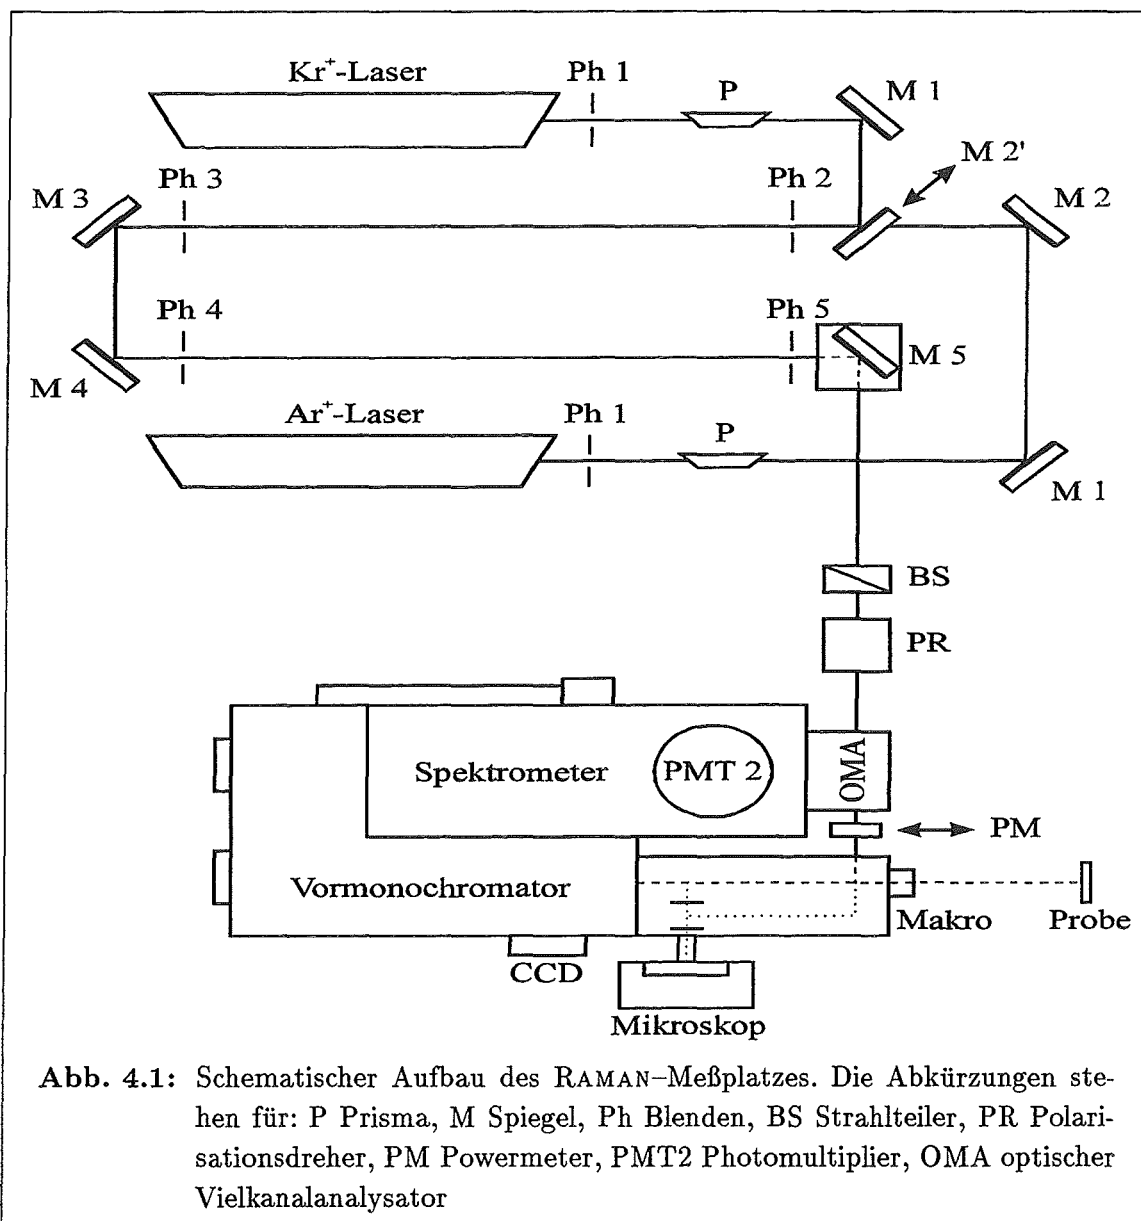 Kr⁺-Laser
Ph 1
P
M 1
M 2'
M 3
Ph 3
Ph 2
M 2
Ph 4
Ph 5
M 4
M 5
Ar⁺-Laser
Ph 1
P
M 1
BS
PR
Spektrometer
PMT 2
OMA
PM
Vormonochromator
Makro
Probe
CCD
Mikroskop
Abb. 4.1: Schematischer Aufbau des RAMAN–Meßplatzes. Die Abkürzungen ste-
hen für: P Prisma, M Spiegel, Ph Blenden, BS Strahlteiler, PR Polari-
sationsdreher, PM Powermeter, PMT2 Photomultiplier, OMA optischer
Vielkanalanalysator